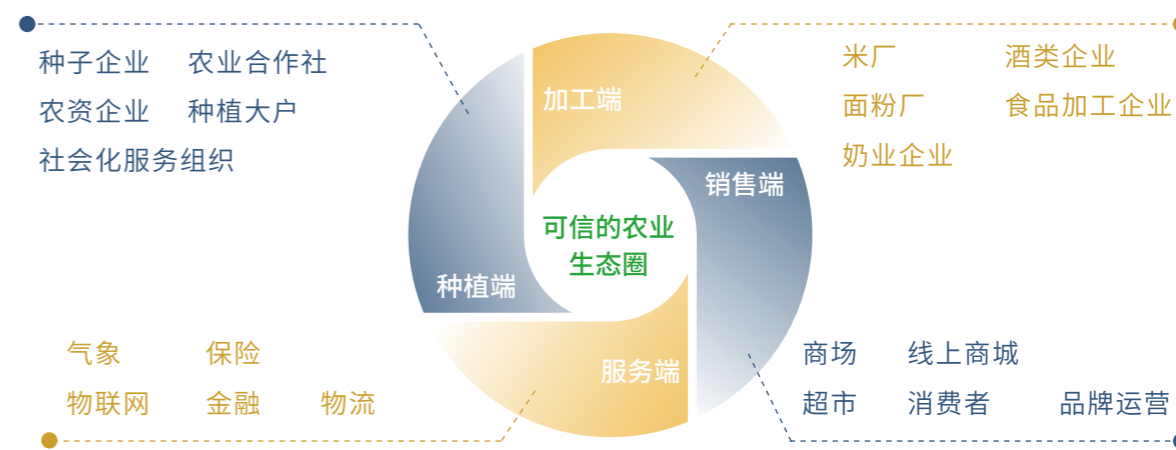 种子企业 农业合作社
农资企业 种植大户
社会化服务组织
加工端
米厂 酒类企业
面粉厂 食品加工企业
奶业企业
销售端
可信的农业
生态圈
种植端
服务端
气象 保险
物联网 金融 物流
商场 线上商城
超市 消费者 品牌运营